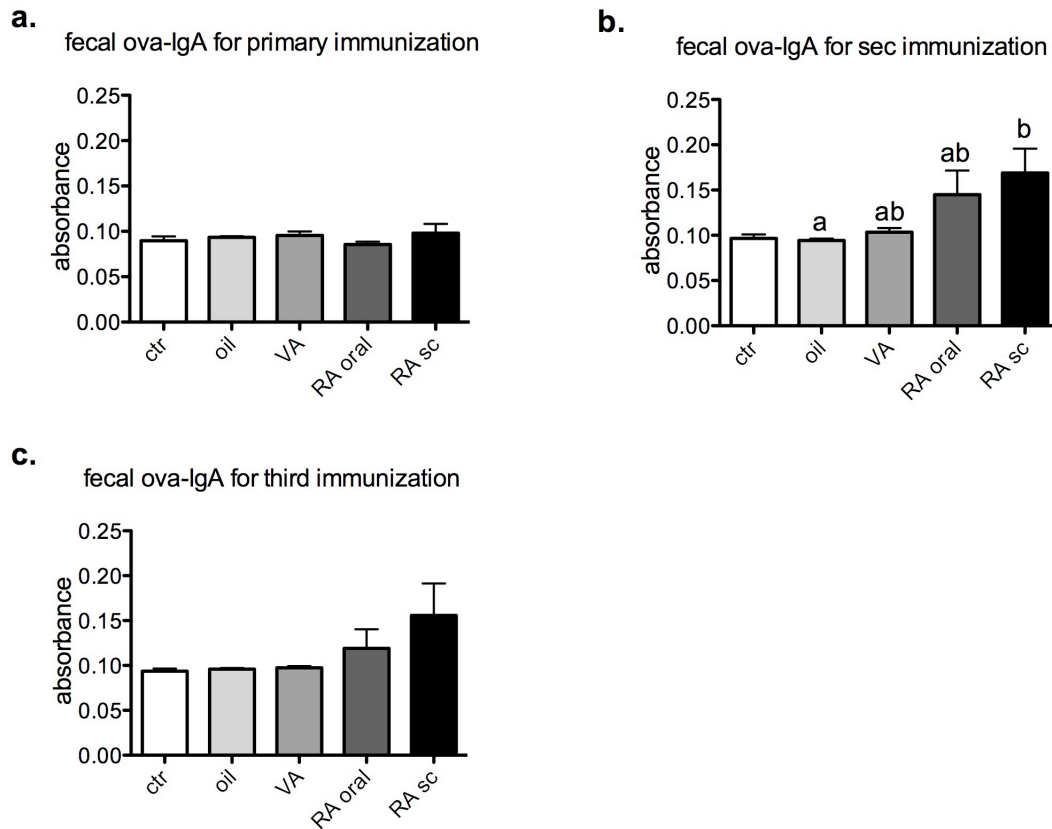 a.
fecal ova-IgA for primary immunization
absorbance
0.25
0.20
0.15
0.10
0.05
0.00
ctr
oil
VA
RA oral
RA sc
b.
fecal ova-IgA for sec immunization
absorbance
0.25
0.20
0.15
0.10
0.05
0.00
a
ab
ab
b
ctr
oil
VA
RA oral
RA sc
c.
fecal ova-IgA for third immunization
absorbance
0.25
0.20
0.15
0.10
0.05
0.00
ctr
oil
VA
RA oral
RA sc